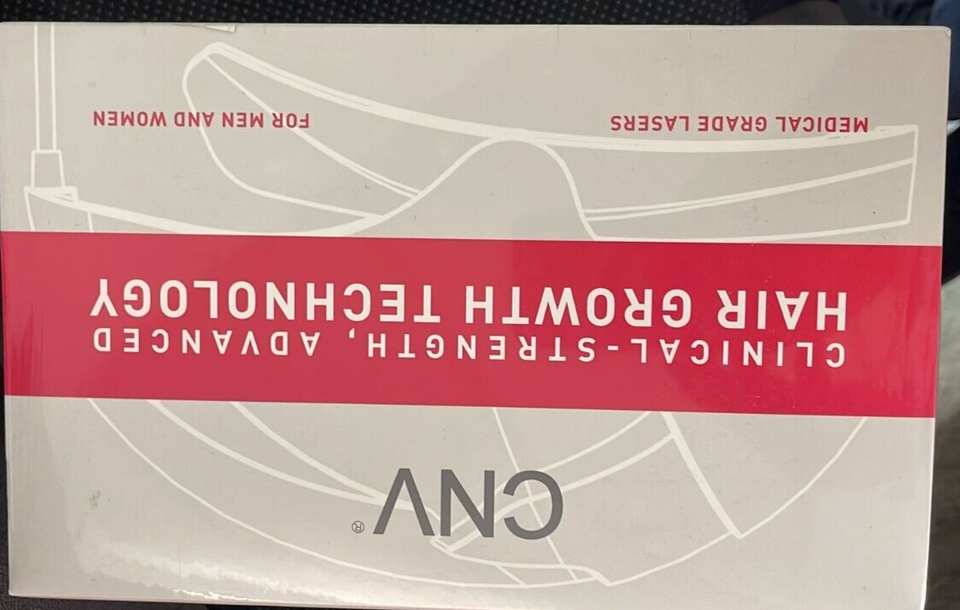 CNV®
CLINICAL-STRENGTH, ADVANCED
HAIR GROWTH TECHNOLOGY
MEDICAL GRADE LASERS
FOR MEN AND WOMEN